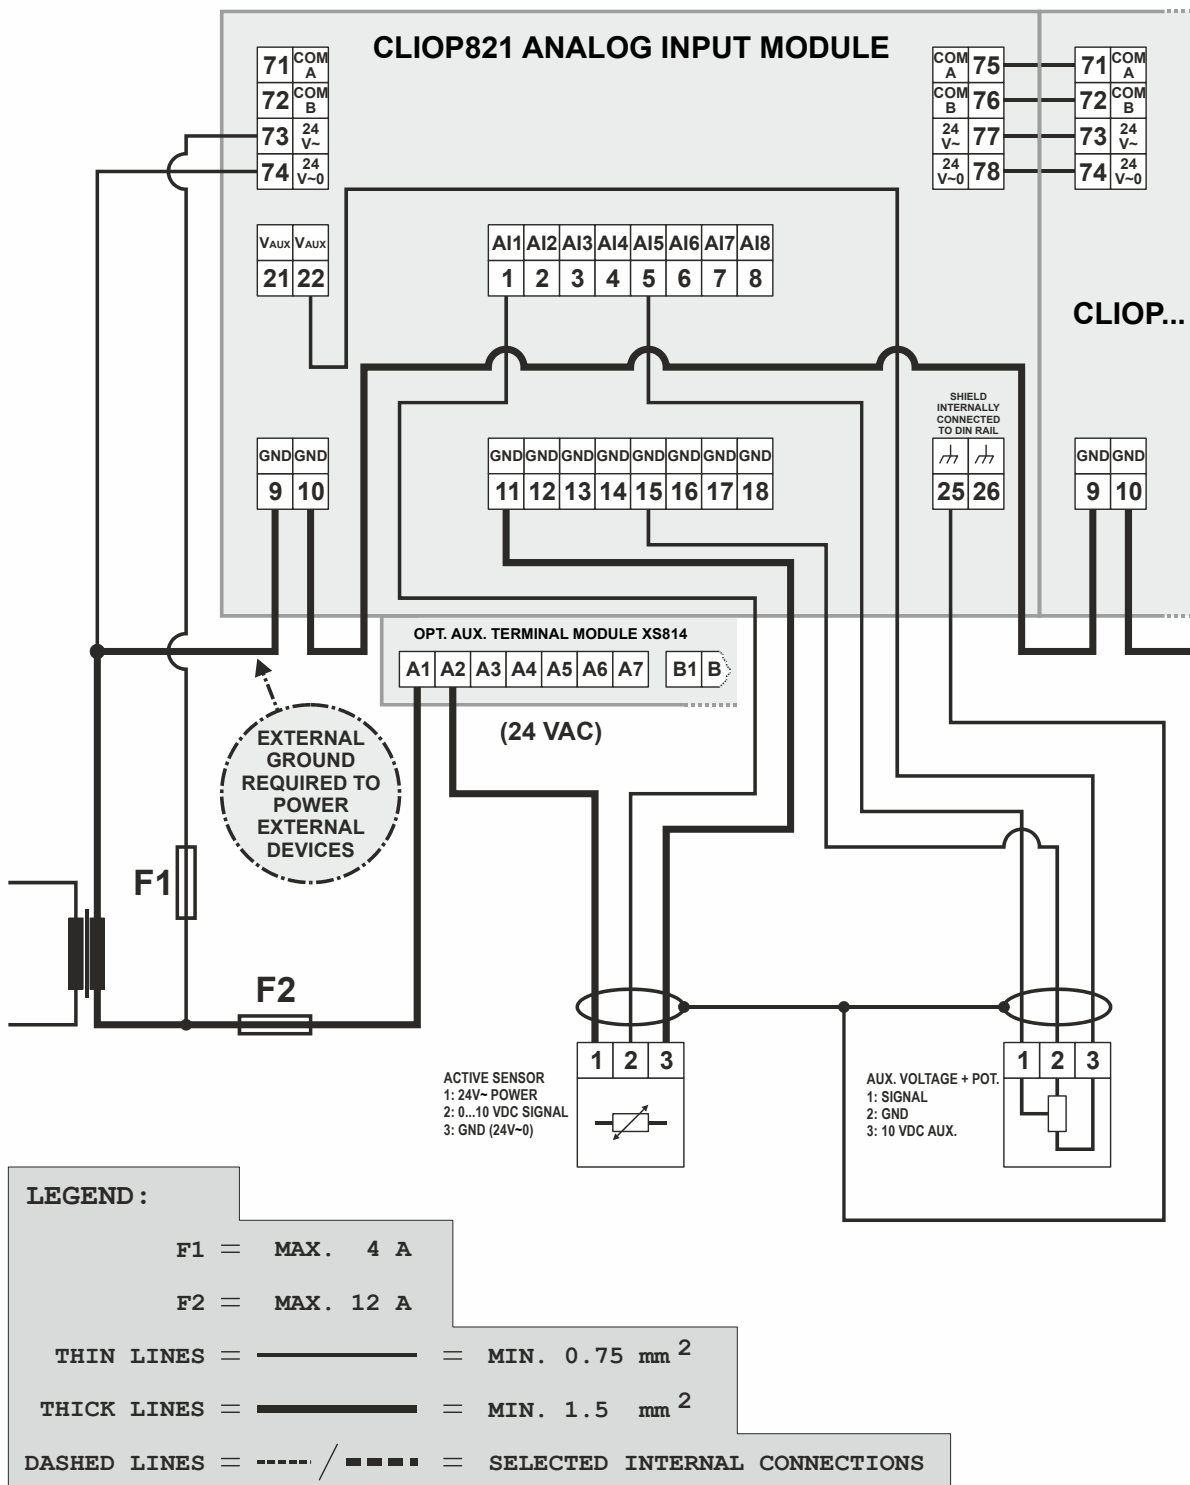 CLIOP821 ANALOG INPUT MODULE
71 COM A
72 COM B
73 24 V~
74 24 V~0
COM A 75
COM B 76
24 V~ 77
24 V~0 78
71 COM A
72 COM B
73 24 V~
74 24 V~0
VAUX VAUX
21 22
AI1 AI2 AI3 AI4 AI5 AI6 AI7 AI8
1 2 3 4 5 6 7 8
CLIOP...
SHIELD
INTERNALLY
CONNECTED
TO DIN RAIL
GND GND
9 10
GND GND GND GND GND GND GND GND
11 12 13 14 15 16 17 18
25 26
GND GND
9 10
OPT. AUX. TERMINAL MODULE XS814
A1 A2 A3 A4 A5 A6 A7 B1 B
(24 VAC)
EXTERNAL
GROUND
REQUIRED TO
POWER
EXTERNAL
DEVICES
F1
F2
1 2 3
ACTIVE SENSOR
1: 24V~ POWER
2: 0...10 VDC SIGNAL
3: GND (24V~0)
1 2 3
AUX. VOLTAGE + POT.
1: SIGNAL
2: GND
3: 10 VDC AUX.
LEGEND:
F1 = MAX. 4 A
F2 = MAX. 12 A
THIN LINES = = MIN. 0.75 mm 2
THICK LINES = = MIN. 1.5 mm 2
DASHED LINES = / = SELECTED INTERNAL CONNECTIONS